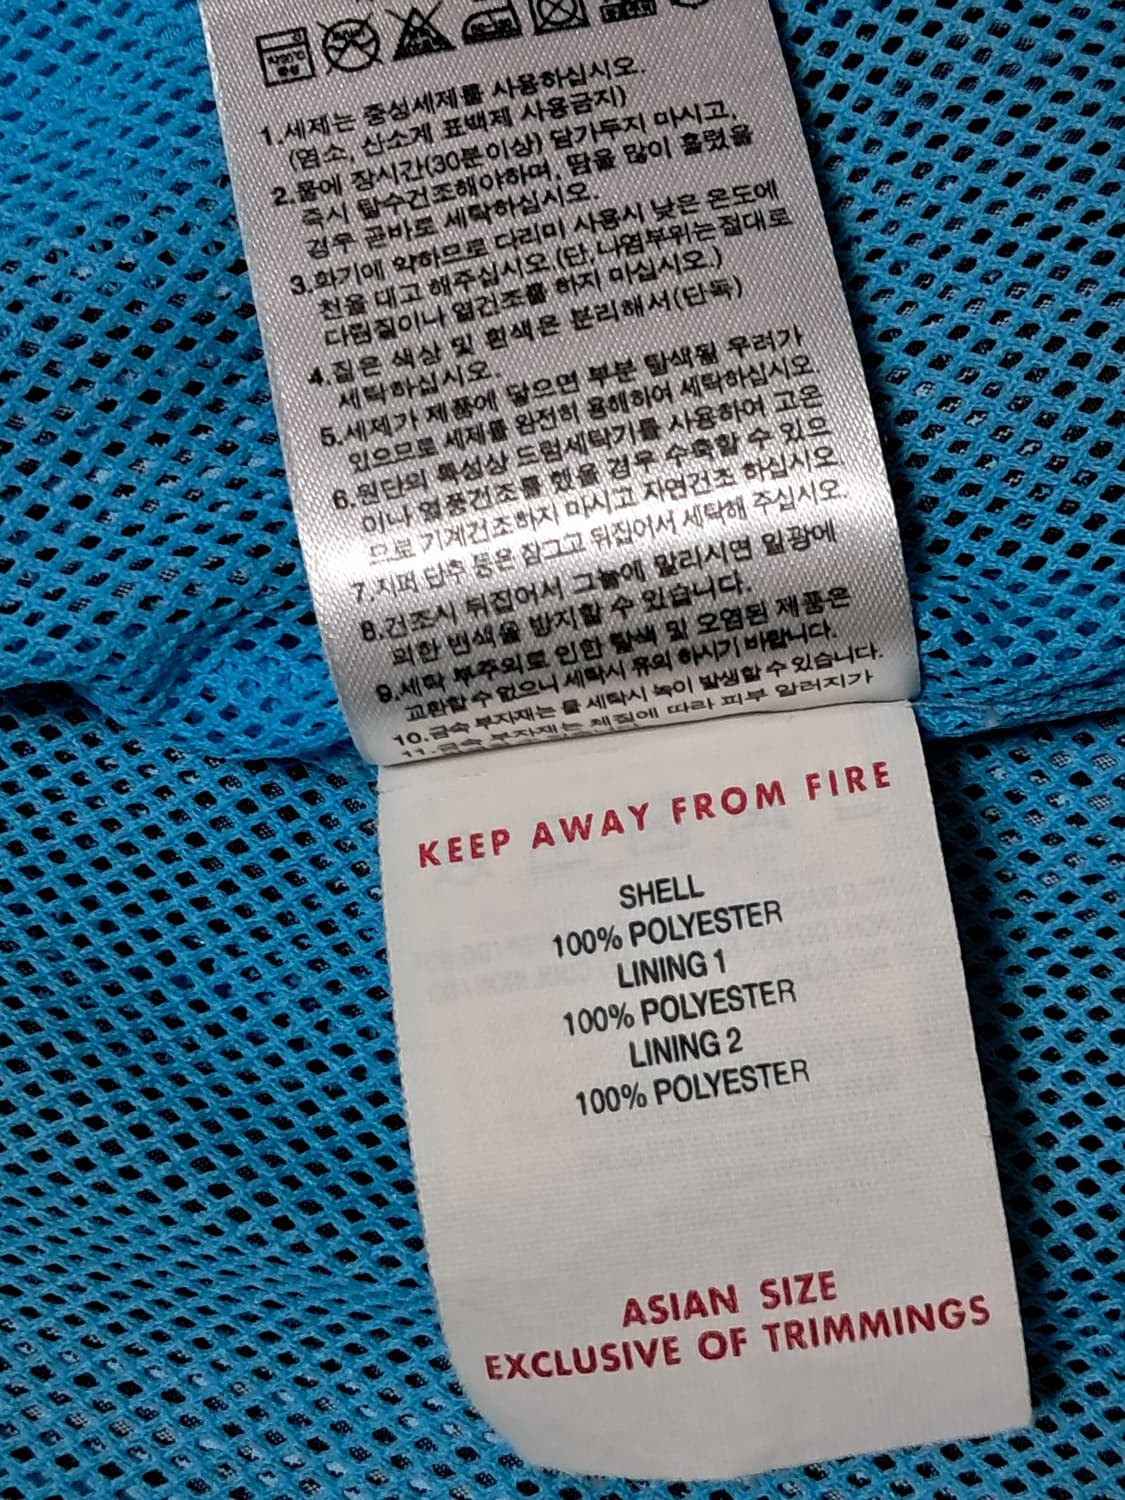 1.세제는 중성세제를 사용하십시오.
(염소, 산소계 표백제 사용금지)
2.물에 장시간(30분이상) 담가두지 마시고,
즉시 탈수건조해야하며, 땀을 많이 흘렸을
경우 곧바로 세탁하십시오.
3.화기에 약하므로 다리미 사용시 낮은 온도에
천을 대고 해주십시오.(단,나염부위는절대로
다림질이나 열건조를 하지 마십시오.)
4.짙은 색상 및 흰색은 분리해서(단독)
세탁하십시오.
5.세제가 제품에 닿으면 부분 탈색될 우려가
있으므로 세제를 완전히 용해하여 세탁하십시오.
6.원단의 특성상 드럼세탁기를 사용하여 고온
이나 열풍건조를 했을 경우 수축할 수 있으
므로 기계건조하지 마시고 자연건조 하십시오.
7.지퍼 단추 등은 잠그고 뒤집어서 세탁해 주십시오.
8.건조시 뒤집어서 그늘에 말리시면 일광에
의한 변색을 방지할 수 있습니다.
9.세탁 부주의로 인한 탈색 및 오염된 제품은
교환할 수 없으니 세탁시 유의 하시기 바랍니다.
10.금속 부자재는 물 세탁시 녹이 발생할 수 있습니다.
11.금속 부자재는 체질에 따라 피부 알러지가
KEEP AWAY FROM FIRE
SHELL
100% POLYESTER
LINING 1
100% POLYESTER
LINING 2
100% POLYESTER
ASIAN SIZE
EXCLUSIVE OF TRIMMINGS